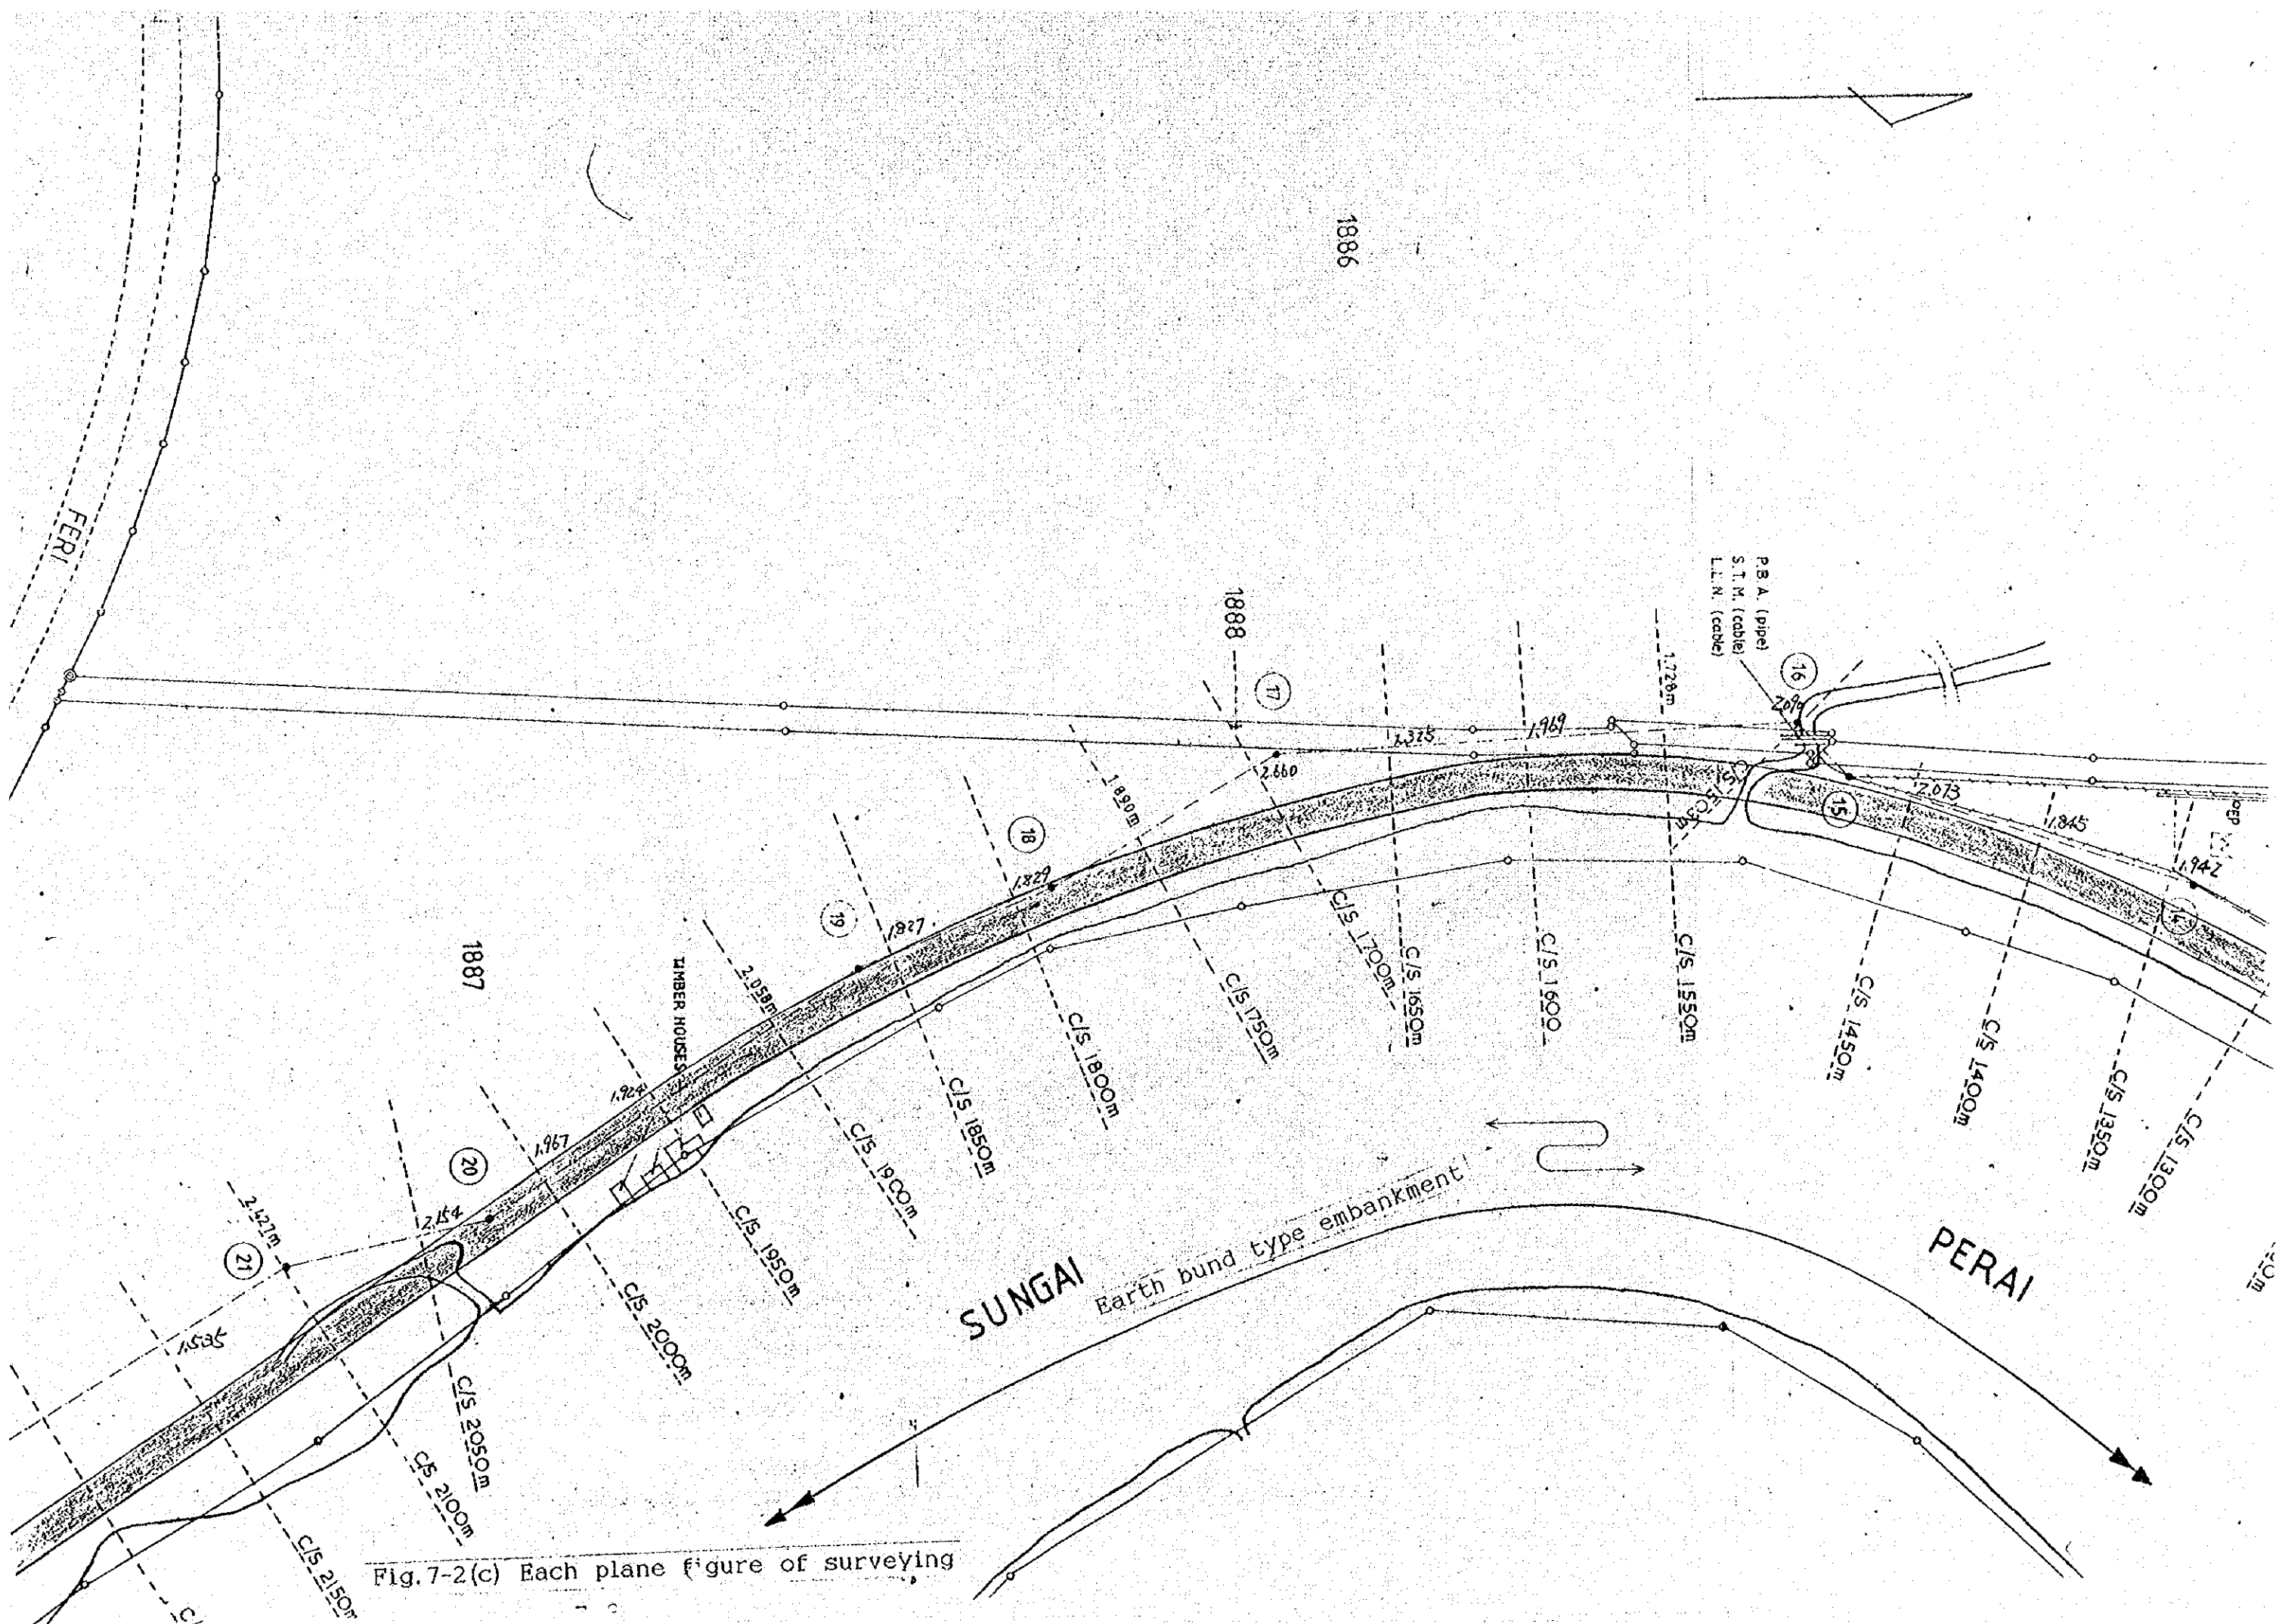 1886
FERI
P.B.A. (pipe)
S.T.M. (cable)
L.L.N. (cable)
1888
17
16
2.090
1.728m
1.969
2.325
2.660
2.073
15
1.845
1.942
14
1.890m
18
1.829
19
1.827
2.058m
TIMBER HOUSES
1887
1.924
1.967
20
2.154
2.427m
21
1.535
C/S 1300m
C/S 1350m
C/S 1400m
C/S 1450m
C/S 1503m
C/S 1550m
C/S 1600
C/S 1650m
C/S 1700m
C/S 1750m
C/S 1800m
C/S 1850m
C/S 1900m
C/S 1950m
C/S 2000m
C/S 2050m
C/S 2100m
C/S 2150m
C/
SUNGAI
PERAI
Earth bund type embankment
Fig.7-2(c) Each plane figure of surveying